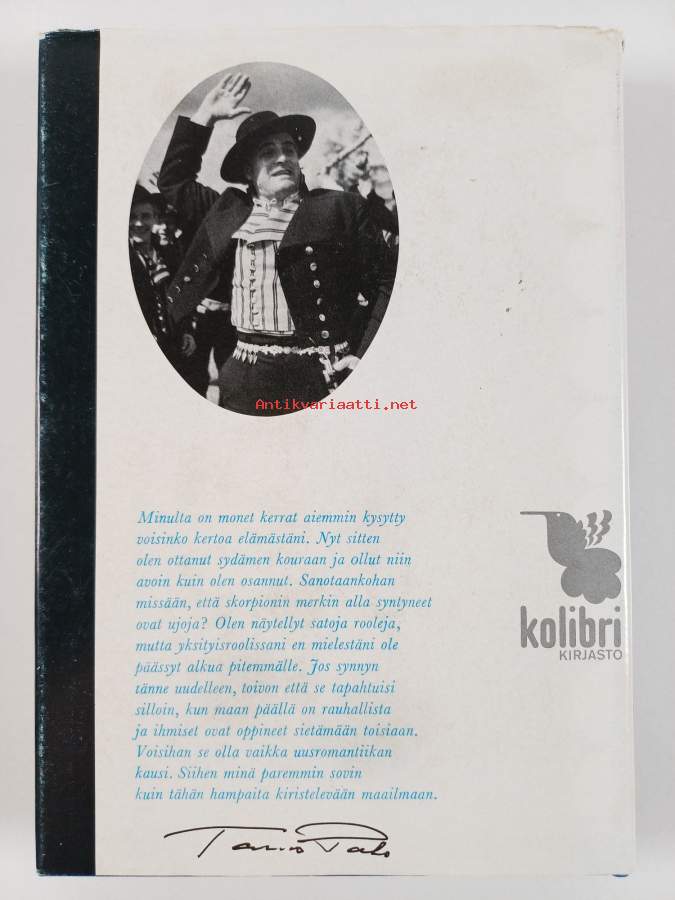 Antikvariaatti.net
Minulta on monet kerrat aiemmin kysytty
voisinko kertoa elämästäni. Nyt sitten
olen ottanut sydämen kouraan ja ollut niin
avoin kuin olen osannut. Sanotaankohan
missään, että skorpionin merkin alla syntyneet
ovat ujoja? Olen näytellyt satoja rooleja,
mutta yksityisroolissani en mielestäni ole
päässyt alkua pitemmälle. Jos synnyn
tänne uudelleen, toivon että se tapahtuisi
silloin, kun maan päällä on rauhallista
ja ihmiset ovat oppineet sietämään toisiaan.
Voisihan se olla vaikka uusromantiikan
kausi. Siihen minä paremmin sovin
kuin tähän hampaita kiristelevään maailmaan.
kolibri
KIRJASTO
Tauno Palo